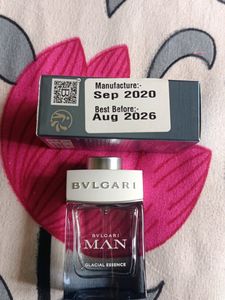 Manufacture:-
Sep 2020
Best Before:-
Aug 2026
BVLGARI
BVLGARI
MAN
GLACIAL ESSENCE